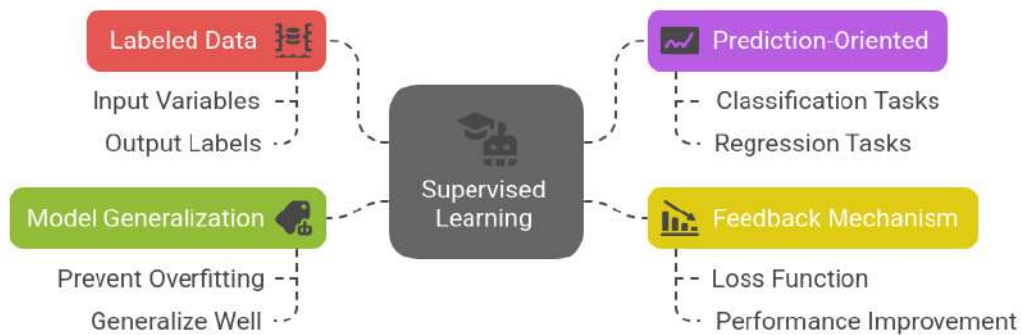 Labeled Data
Input Variables
Output Labels
Model Generalization
Prevent Overfitting
Generalize Well
Supervised
Learning
Prediction-Oriented
Classification Tasks
Regression Tasks
Feedback Mechanism
Loss Function
Performance Improvement